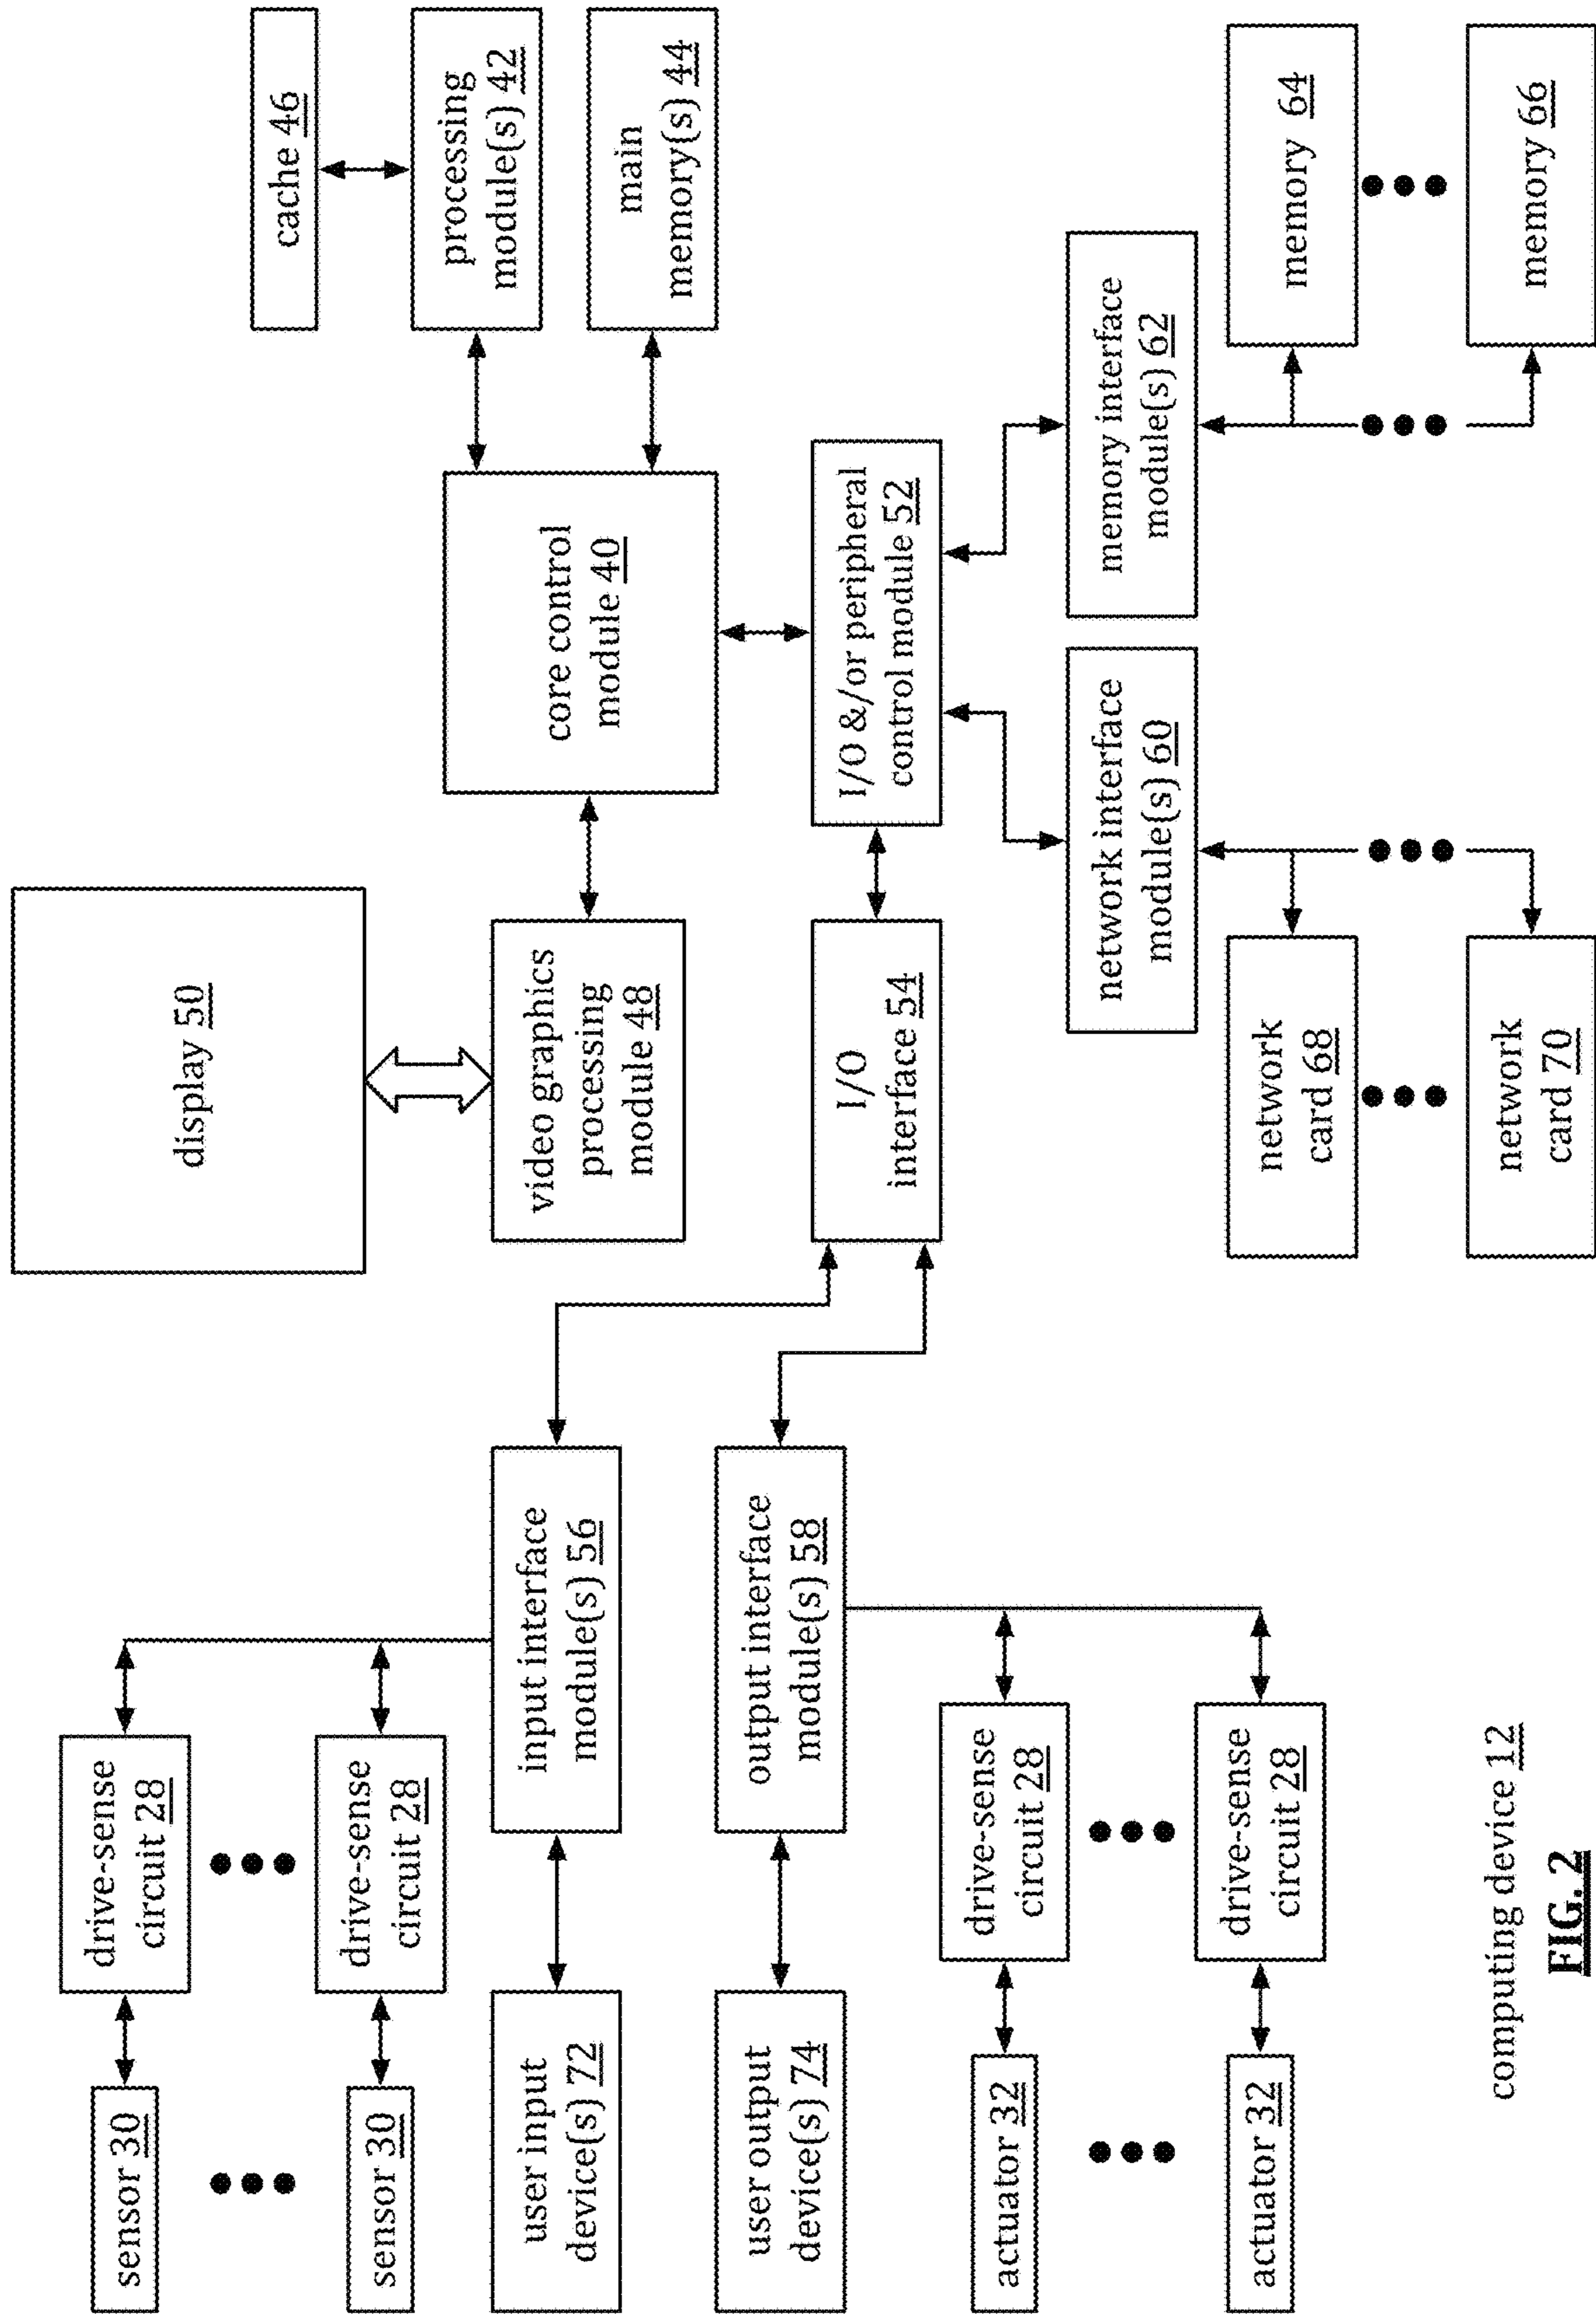 display 50
cache 46
processing
module(s) 42
main
memory(s) 44
core control
module 40
video graphics
processing
module 48
sensor 30
drive-sense
circuit 28
sensor 30
drive-sense
circuit 28
user input
device(s) 72
input interface
module(s) 56
user output
device(s) 74
output interface
module(s) 58
I/O
interface 54
I/O &/or peripheral
control module 52
actuator 32
drive-sense
circuit 28
actuator 32
drive-sense
circuit 28
network interface
module(s) 60
memory interface
module(s) 62
network
card 68
memory 64
network
card 70
memory 66
computing device 12
FIG. 2